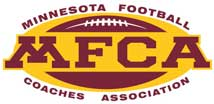 MINNESOTA FOOTBALL
MFCA
COACHES ASSOCIATION